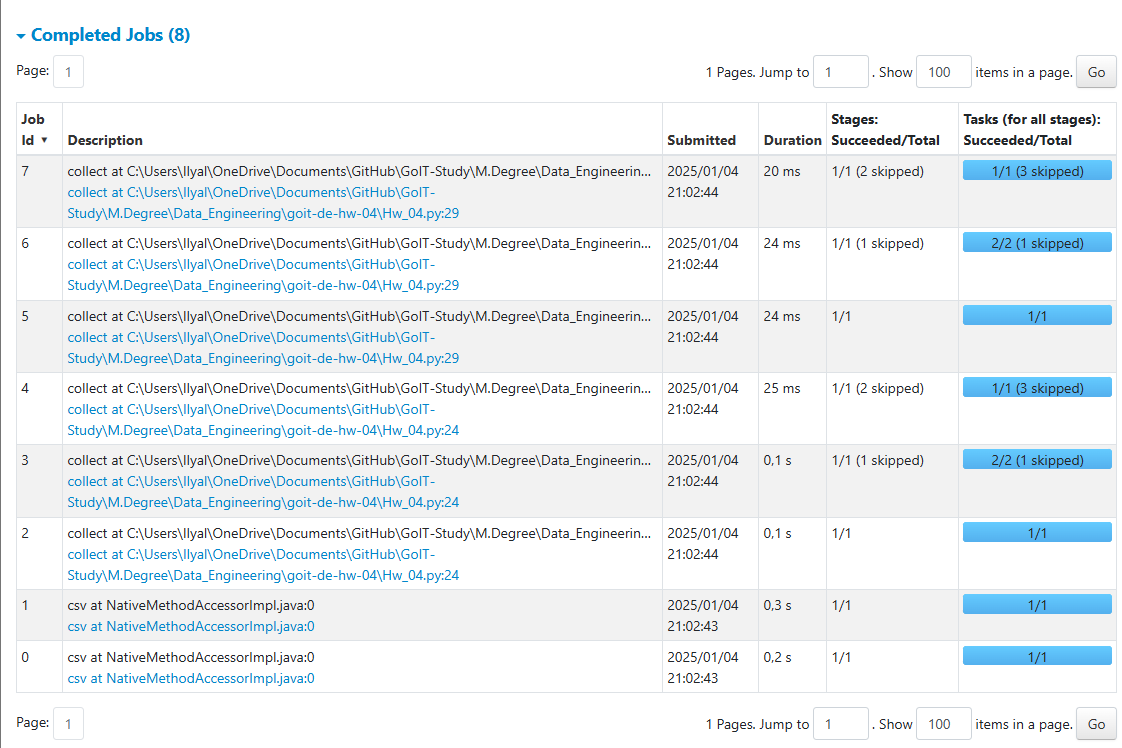 Completed Jobs (8)
Page: 1
1 Pages. Jump to 1 . Show 100 items in a page. Go
Job Id ▼ Description Submitted Duration Stages: Succeeded/Total Tasks (for all stages): Succeeded/Total
7 collect at C:\Users\Ilyal\OneDrive\Documents\GitHub\GoIT-Study\M.Degree\Data_Engineerin... 2025/01/04 20 ms 1/1 (2 skipped) 1/1 (3 skipped)
collect at C:\Users\Ilyal\OneDrive\Documents\GitHub\GoIT- 21:02:44
Study\M.Degree\Data_Engineering\goit-de-hw-04\Hw_04.py:29
6 collect at C:\Users\Ilyal\OneDrive\Documents\GitHub\GoIT-Study\M.Degree\Data_Engineerin... 2025/01/04 24 ms 1/1 (1 skipped) 2/2 (1 skipped)
collect at C:\Users\Ilyal\OneDrive\Documents\GitHub\GoIT- 21:02:44
Study\M.Degree\Data_Engineering\goit-de-hw-04\Hw_04.py:29
5 collect at C:\Users\Ilyal\OneDrive\Documents\GitHub\GoIT-Study\M.Degree\Data_Engineerin... 2025/01/04 24 ms 1/1 1/1
collect at C:\Users\Ilyal\OneDrive\Documents\GitHub\GoIT- 21:02:44
Study\M.Degree\Data_Engineering\goit-de-hw-04\Hw_04.py:29
4 collect at C:\Users\Ilyal\OneDrive\Documents\GitHub\GoIT-Study\M.Degree\Data_Engineerin... 2025/01/04 25 ms 1/1 (2 skipped) 1/1 (3 skipped)
collect at C:\Users\Ilyal\OneDrive\Documents\GitHub\GoIT- 21:02:44
Study\M.Degree\Data_Engineering\goit-de-hw-04\Hw_04.py:24
3 collect at C:\Users\Ilyal\OneDrive\Documents\GitHub\GoIT-Study\M.Degree\Data_Engineerin... 2025/01/04 0,1 s 1/1 (1 skipped) 2/2 (1 skipped)
collect at C:\Users\Ilyal\OneDrive\Documents\GitHub\GoIT- 21:02:44
Study\M.Degree\Data_Engineering\goit-de-hw-04\Hw_04.py:24
2 collect at C:\Users\Ilyal\OneDrive\Documents\GitHub\GoIT-Study\M.Degree\Data_Engineerin... 2025/01/04 0,1 s 1/1 1/1
collect at C:\Users\Ilyal\OneDrive\Documents\GitHub\GoIT- 21:02:44
Study\M.Degree\Data_Engineering\goit-de-hw-04\Hw_04.py:24
1 csv at NativeMethodAccessorImpl.java:0 2025/01/04 0,3 s 1/1 1/1
csv at NativeMethodAccessorImpl.java:0 21:02:43
0 csv at NativeMethodAccessorImpl.java:0 2025/01/04 0,2 s 1/1 1/1
csv at NativeMethodAccessorImpl.java:0 21:02:43
Page: 1
1 Pages. Jump to 1 . Show 100 items in a page. Go